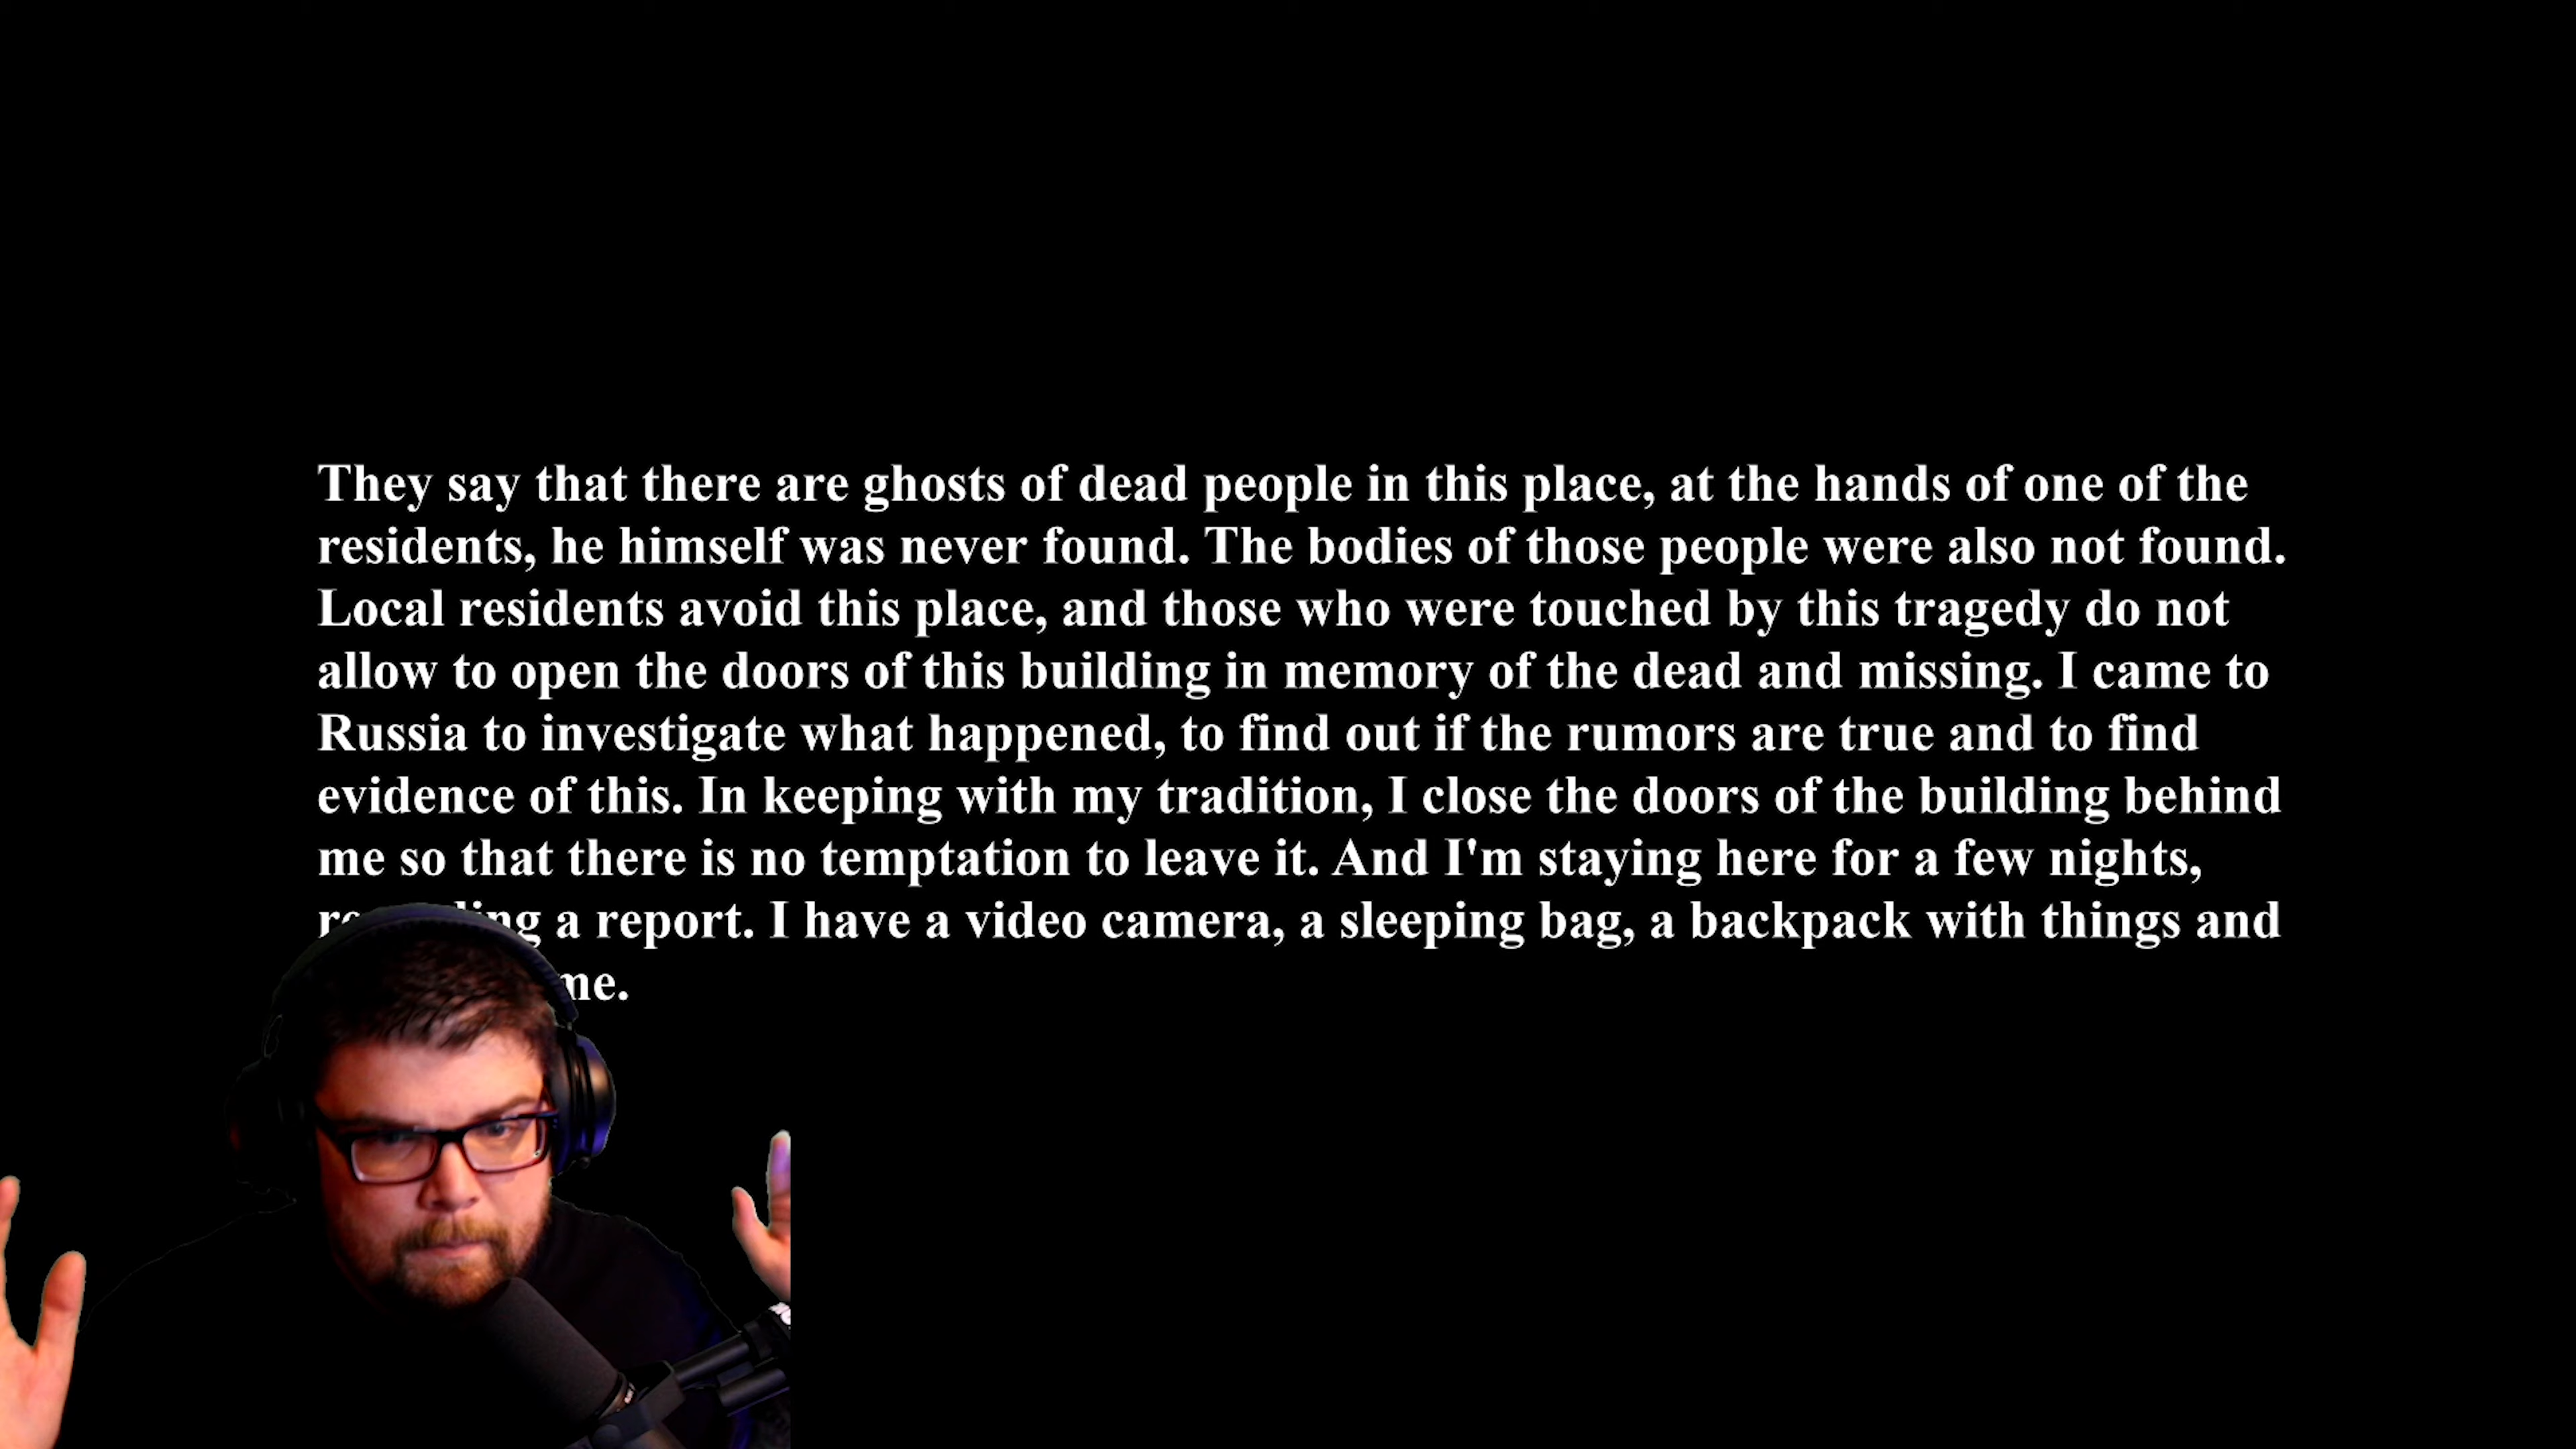 They say that there are ghosts of dead people in this place, at the hands of one of the
residents, he himself was never found. The bodies of those people were also not found.
Local residents avoid this place, and those who were touched by this tragedy do not
allow to open the doors of this building in memory of the dead and missing. I came to
Russia to investigate what happened, to find out if the rumors are true and to find
evidence of this. In keeping with my tradition, I close the doors of the building behind
me so that there is no temptation to leave it. And I'm staying here for a few nights,
a report. I have a video camera, a sleeping bag, a backpack with things and